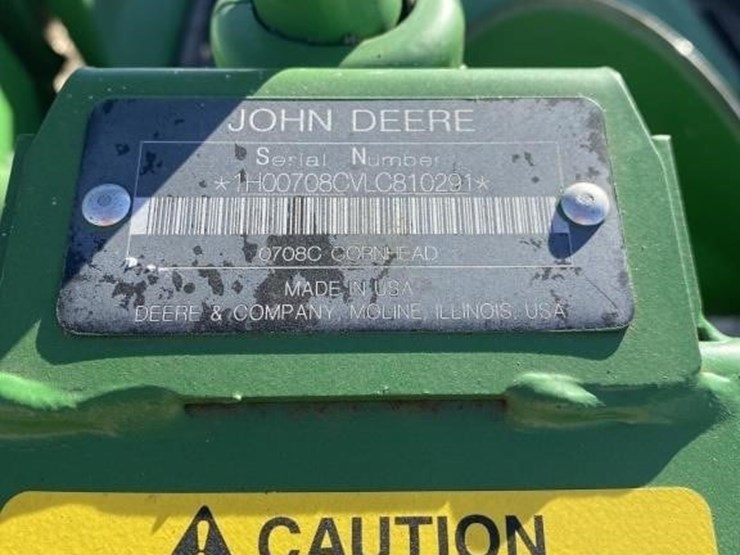 JOHN DEERE
Serial Number
*1H00708CVLC810291*
0708C CORNHEAD
MADE IN USA
DEERE & COMPANY, MOLINE, ILLINOIS, USA
CAUTION